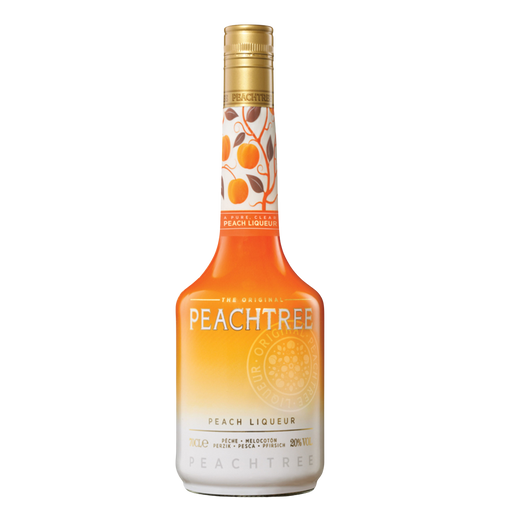 PEACHTREE
A PURE, CLEAR
PEACH LIQUEUR
THE ORIGINAL
PEACHTREE
ORIGINAL
PEACH LIQUEUR
70CL℮
PÊCHE • MELOCOTÓN
PERZIK • PESCA • PFIRSICH
20% VOL
PEACHTREE